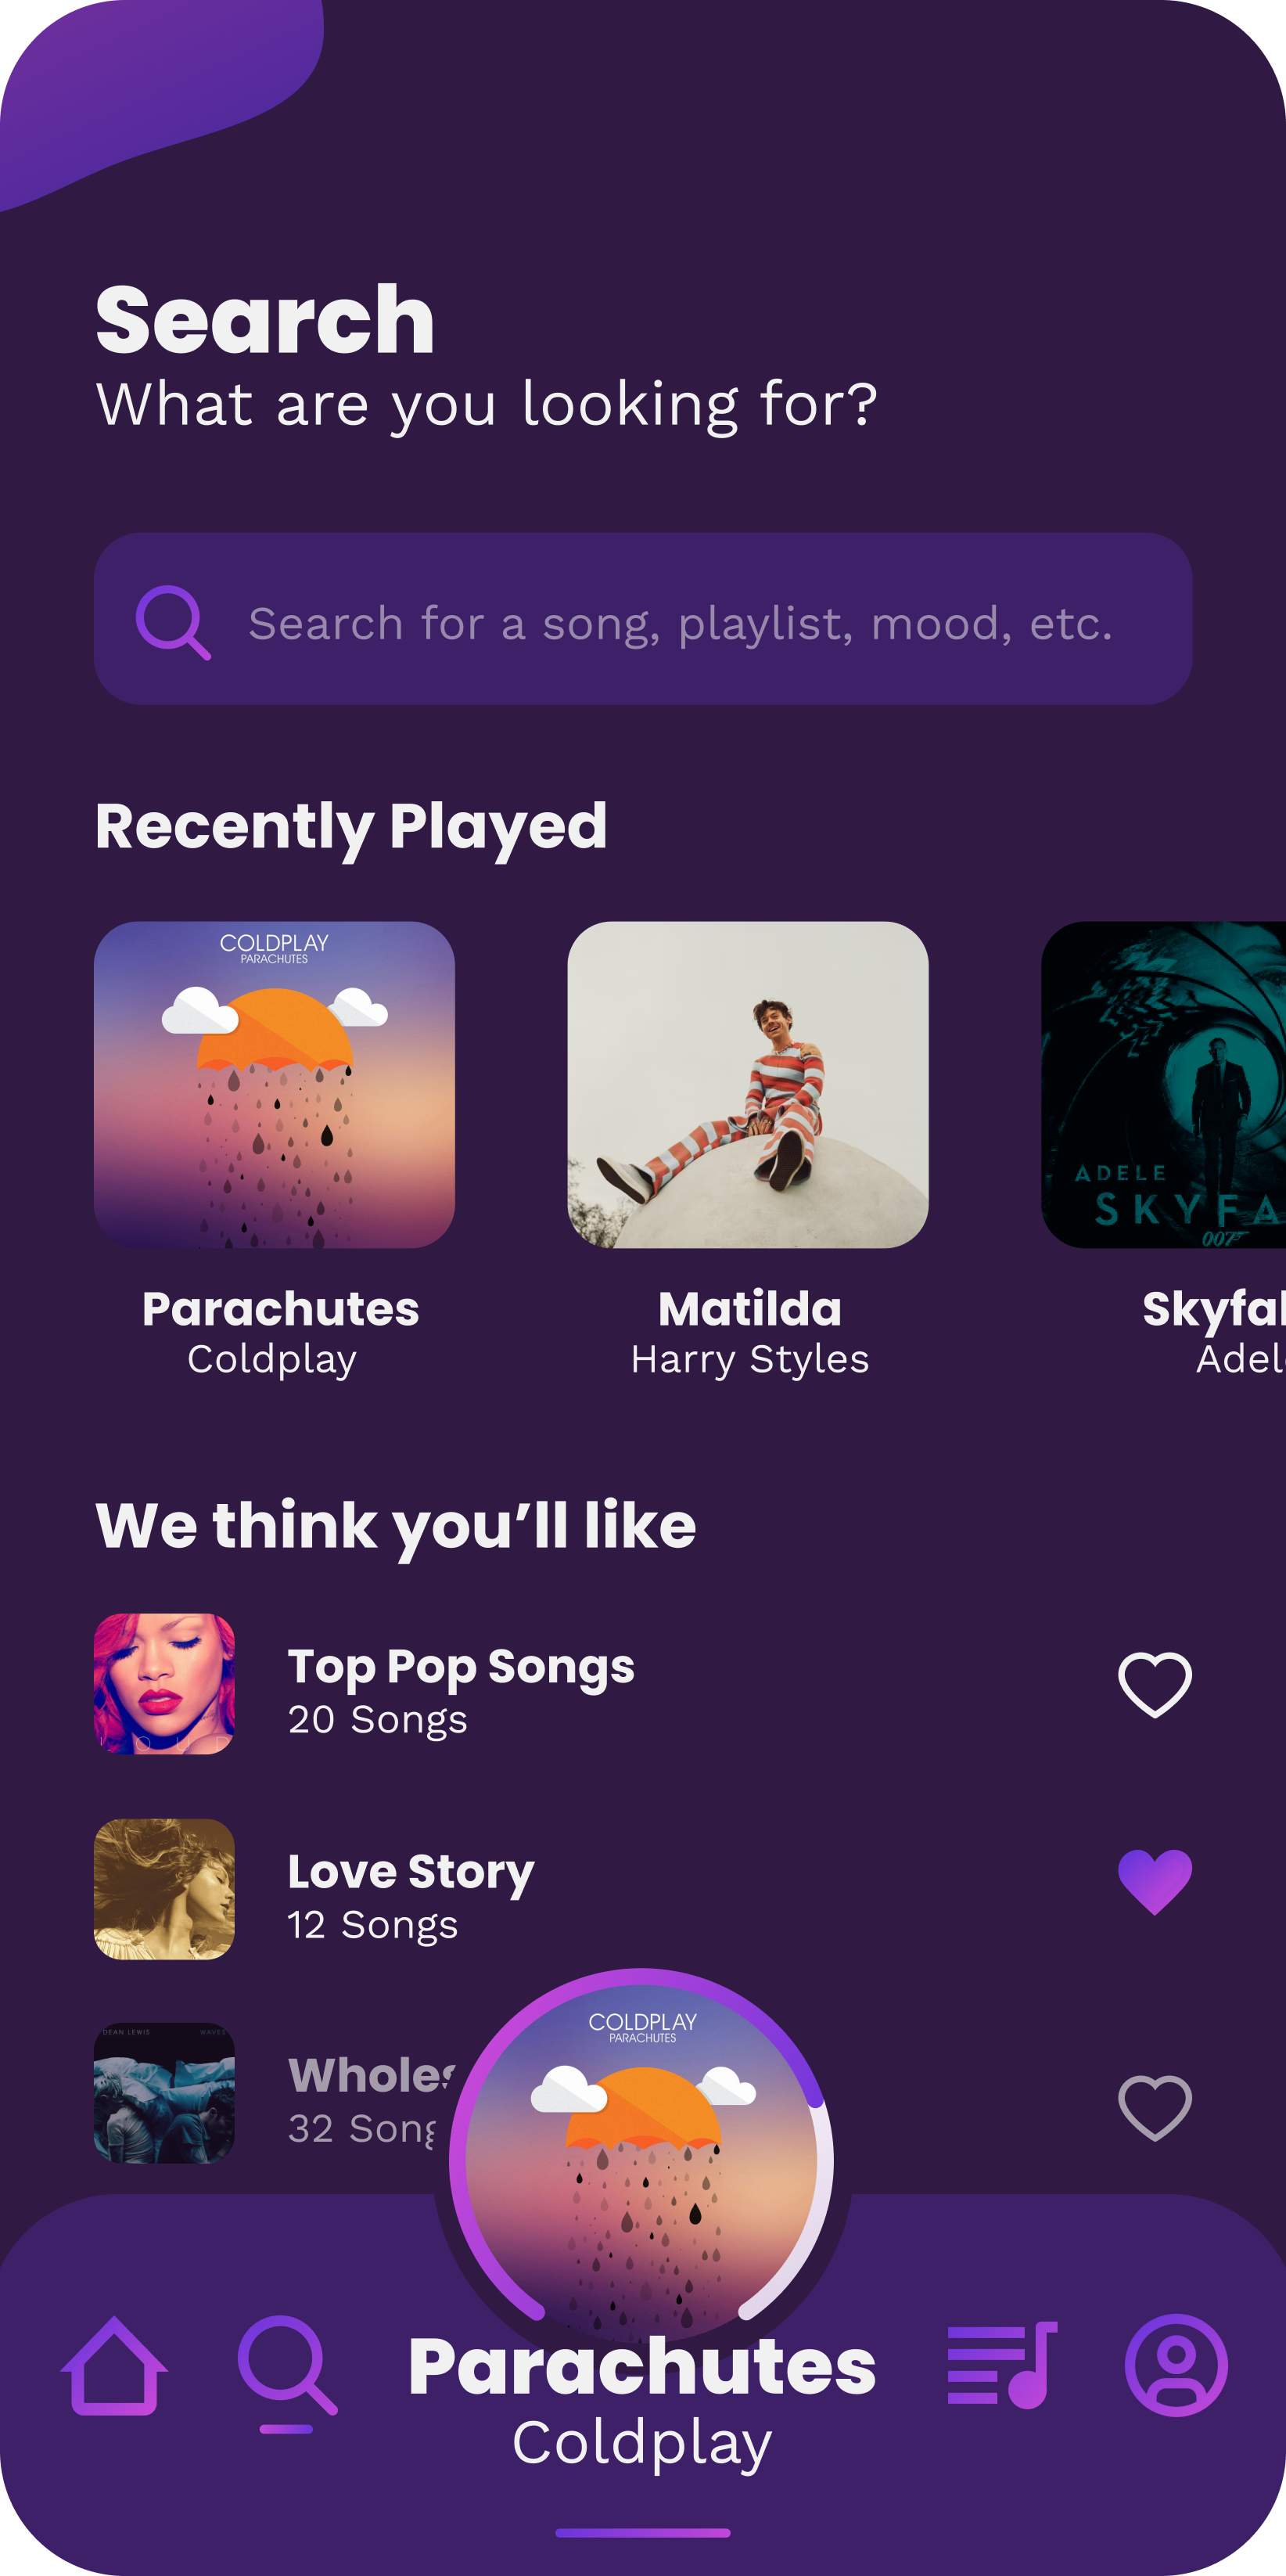 Search
What are you looking for?
Search for a song, playlist, mood, etc.
Recently Played
COLDPLAY
PARACHUTES
ADELE
SKYFA
007
Parachutes
Coldplay
Matilda
Harry Styles
Skyfal
Adel
We think you’ll like
Top Pop Songs
20 Songs
LOUD
Love Story
12 Songs
DEAN LEWIS WAVES
Wholes
32 Song
COLDPLAY
PARACHUTES
Parachutes
Coldplay